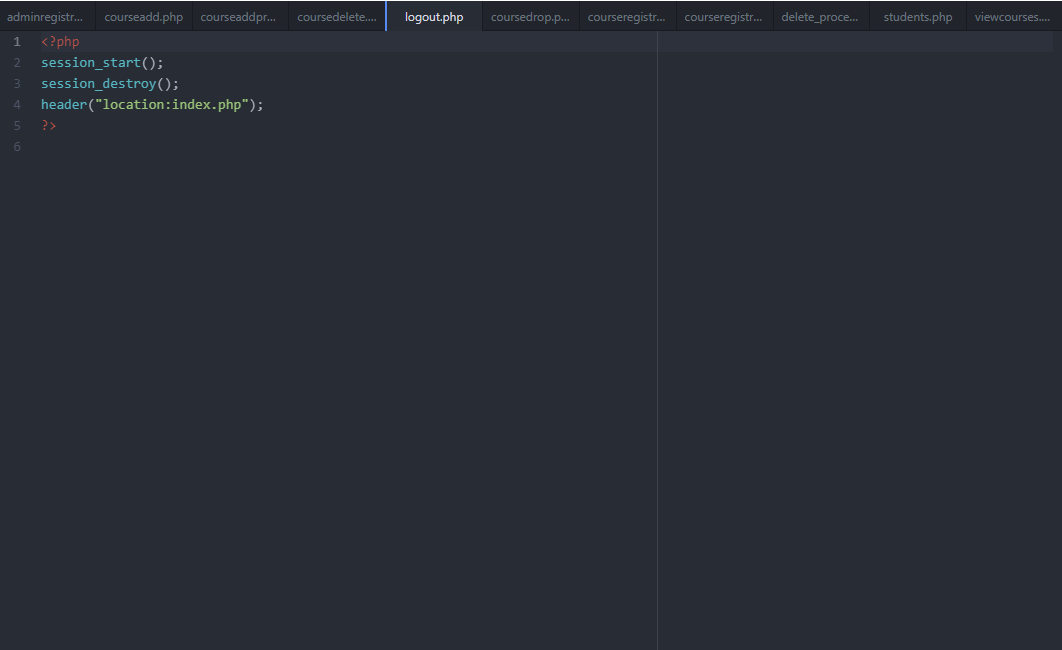 adminregistr... courseadd.php courseaddpr... coursedelete.... logout.php coursedrop.p... courseregistr... courseregistr... delete_proce... students.php viewcourses....
1 <?php
2 session_start();
3 session_destroy();
4 header("location:index.php");
5 ?>
6